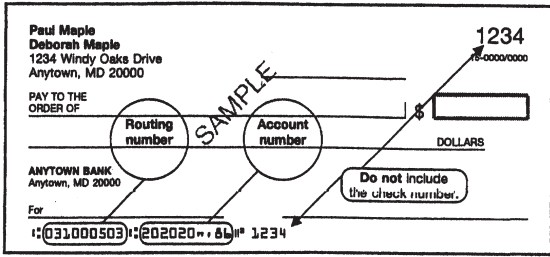 Paul Maple
Deborah Maple
1234 Windy Oaks Drive
Anytown, MD 20000
1234
15-0000/0000
SAMPLE
PAY TO THE
ORDER OF
$
DOLLARS
Routing
number
Account
number
ANYTOWN BANK
Anytown, MD 20000
Do not include
the check number.
For
⑆031000503⑆202020⑈86⑈ 1234